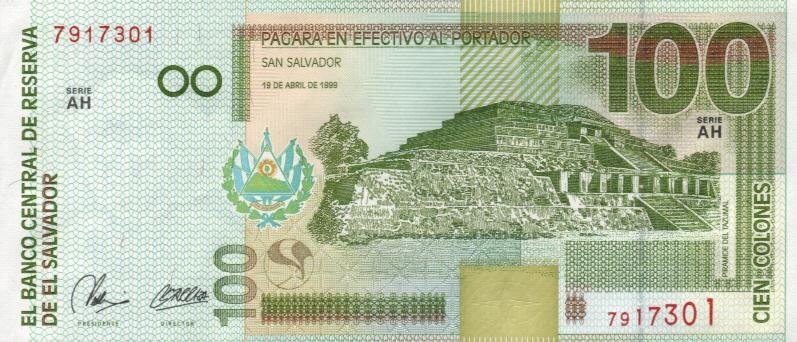 EL BANCO CENTRAL DE RESERVA
DE EL SALVADOR
7917301
SERIE
AH
PAGARA EN EFECTIVO AL PORTADOR
SAN SALVADOR
19 DE ABRIL DE 1999
100
SERIE
AH
PIRAMIDE DEL TAZUMAL
CIEN COLONES
100
PRESIDENTE
DIRECTOR
7917301